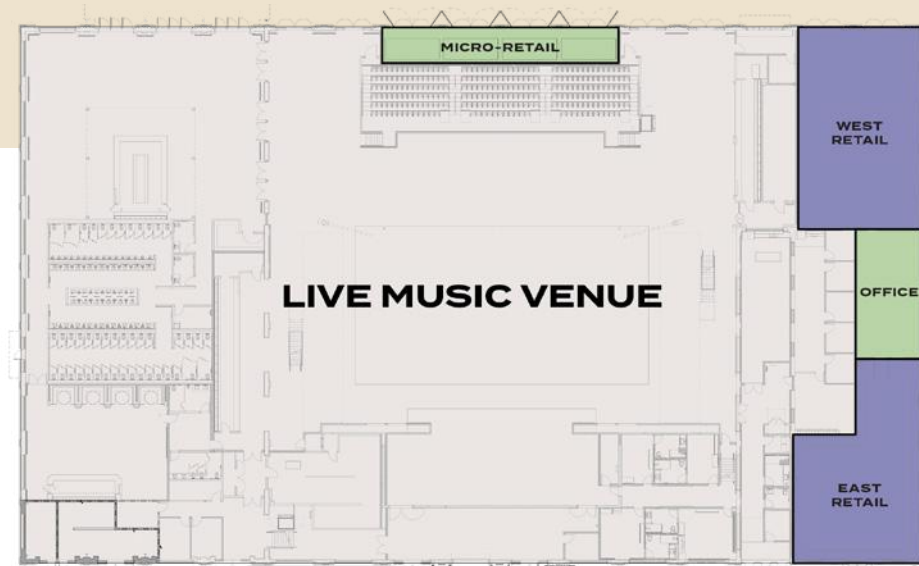 MICRO-RETAIL
WEST
RETAIL
LIVE MUSIC VENUE
OFFICE
EAST
RETAIL